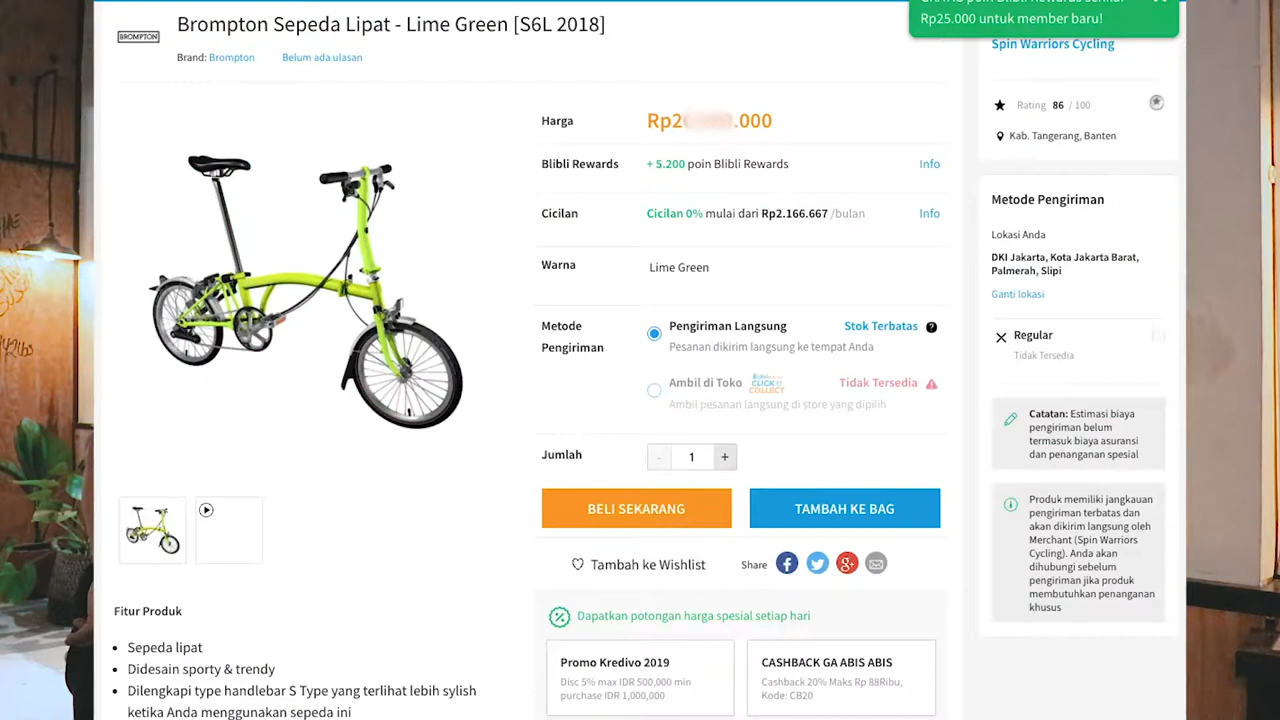 Brompton Sepeda Lipat - Lime Green [S6L 2018]
BROMPTON
Brand: Brompton
Belum ada ulasan
Rp25.000 untuk member baru!
Spin Warriors Cycling
Rating 86 / 100
Kab. Tangerang, Banten
Harga
Rp2 .000
Blibli Rewards
+ 5.200 poin Blibli Rewards
Info
Cicilan
Cicilan 0% mulai dari Rp2.166.667 /bulan
Info
Warna
Lime Green
Metode
Pengiriman
Pengiriman Langsung
Stok Terbatas ?
Pesanan dikirim langsung ke tempat Anda
Ambil di Toko
CLICK
COLLECT
Tidak Tersedia
Ambil pesanan langsung di store yang dipilih
Jumlah
- 1 +
BELI SEKARANG
TAMBAH KE BAG
Tambah ke Wishlist
Share
Dapatkan potongan harga spesial setiap hari
Promo Kredivo 2019
Disc 5% max IDR 500,000 min
purchase IDR 1,000,000
CASHBACK GA ABIS ABIS
Cashback 20% Maks Rp 88Ribu,
Kode: CB20
Metode Pengiriman
Lokasi Anda
DKI Jakarta, Kota Jakarta Barat,
Palmerah, Slipi
Ganti lokasi
Regular
Tidak Tersedia
Catatan: Estimasi biaya
pengiriman belum
termasuk biaya asuransi
dan penanganan spesial
Produk memiliki jangkauan
pengiriman terbatas dan
akan dikirim langsung oleh
Merchant (Spin Warriors
Cycling). Anda akan
dihubungi sebelum
pengiriman jika produk
membutuhkan penanganan
khusus
Fitur Produk
Sepeda lipat
Didesain sporty & trendy
Dilengkapi type handlebar S Type yang terlihat lebih sylish
ketika Anda menggunakan sepeda ini